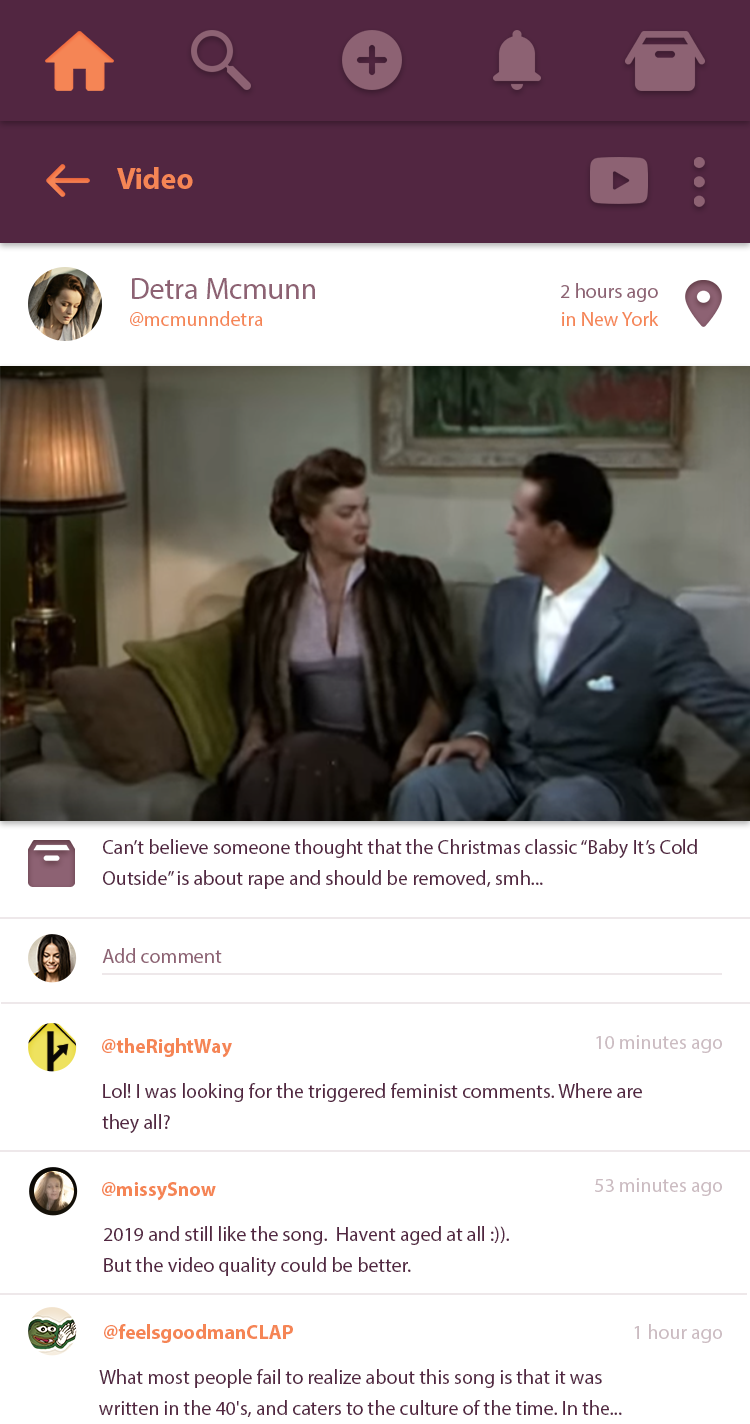 Video
Detra Mcmunn
2 hours ago
@mcmunndetra
in New York
Can't believe someone thought that the Christmas classic “Baby It's Cold
Outside” is about rape and should be removed, smh...
Add comment
@theRightWay
10 minutes ago
Lol! I was looking for the triggered feminist comments. Where are
they all?
@missySnow
53 minutes ago
2019 and still like the song.  Havent aged at all :)).
But the video quality could be better.
@feelsgoodmanCLAP
1 hour ago
What most people fail to realize about this song is that it was
written in the 40's, and caters to the culture of the time. In the...